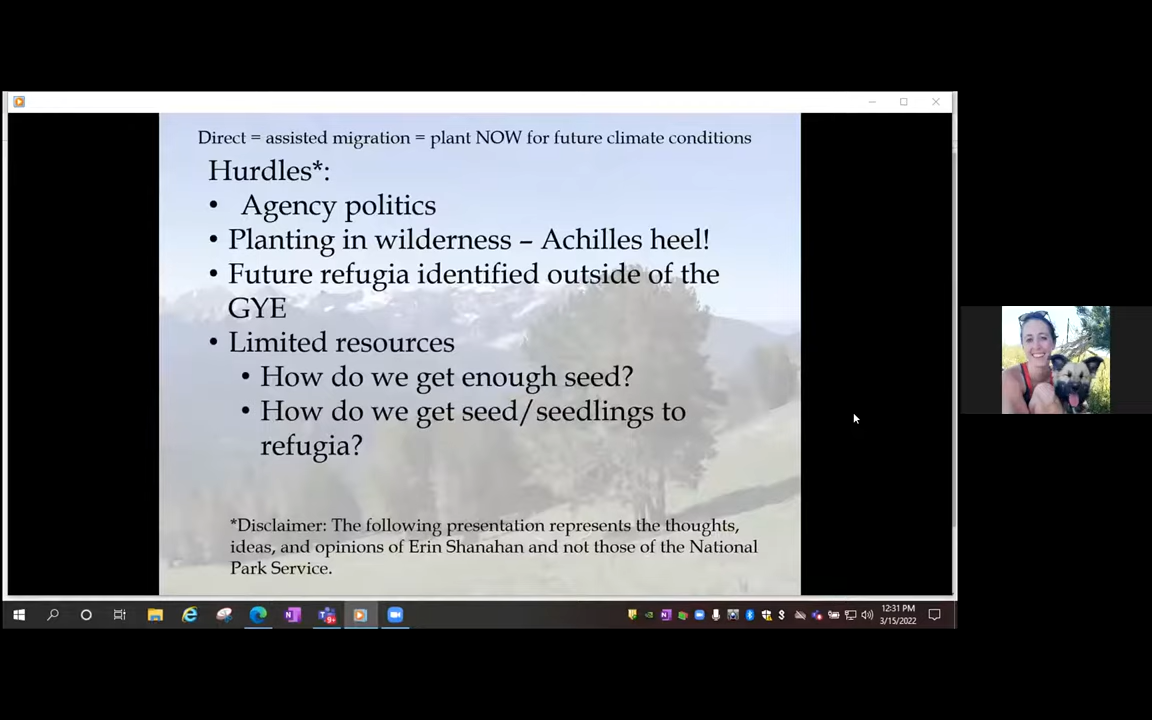 Direct = assisted migration = plant NOW for future climate conditions
Hurdles*:
• Agency politics
• Planting in wilderness – Achilles heel!
• Future refugia identified outside of the
GYE
• Limited resources
• How do we get enough seed?
• How do we get seed/seedlings to
refugia?
*Disclaimer: The following presentation represents the thoughts,
ideas, and opinions of Erin Shanahan and not those of the National
Park Service.
12:31 PM
3/15/2022